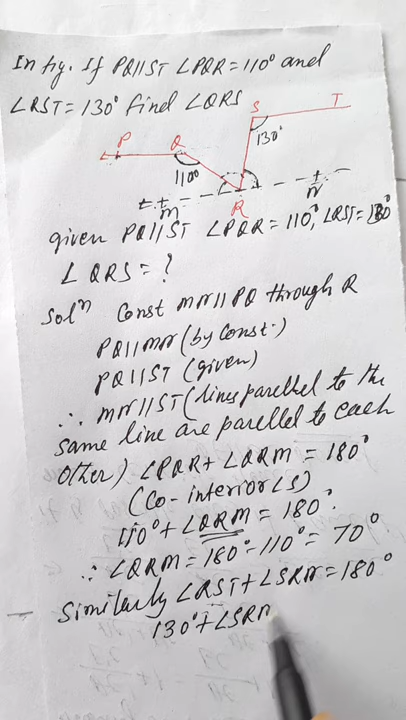 In fig. If PQ||ST ∠PQR=110° and
∠RST=130° find ∠QRS
S T
P Q
130°
110°
m n
R
given PQ||ST ∠PQR=110°, ∠RST=130°
∠QRS=?
Solⁿ Const mn||PQ through R
PQ||mn (by Const.)
PQ||ST (given)
∴ mn||ST (lines parellel to the
same line are parellel to each
other) ∠PQR+∠QRM=180°
(Co-interior ∠s)
110°+∠QRM=180°.
∴ ∠QRM=180°-110°=70°
Similarly ∠RST+∠SRN=180°
130°+∠SRN